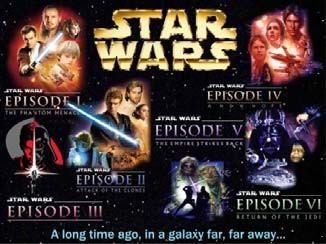 STAR
WARS
STAR WARS
EPISODE I
THE PHANTOM MENACE
STAR WARS
EPISODE IV
A NEW HOPE
STAR WARS
EPISODE II
ATTACK OF THE CLONES
STAR WARS
EPISODE V
THE EMPIRE STRIKES BACK
STAR WARS
EPISODE III
STAR WARS
EPISODE VI
RETURN OF THE JEDI
A long time ago, in a galaxy far, far away...